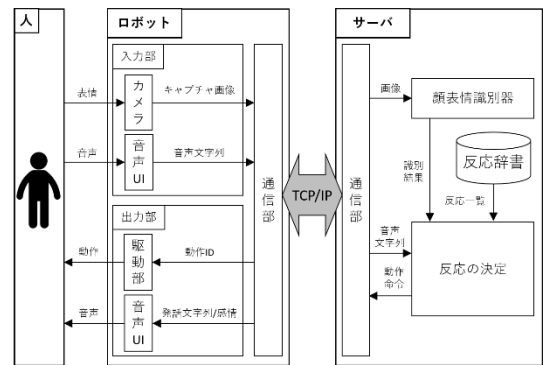 人
ロボット
サーバ
入力部
表情
カメラ
キャプチャ画像
音声
音声UI
音声文字列
通信部
TCP/IP
通信部
画像
顔表情識別器
識別結果
反応辞書
反応一覧
音声文字列
動作命令
反応の決定
出力部
動作
駆動部
動作ID
音声
音声UI
発話文字列/感情